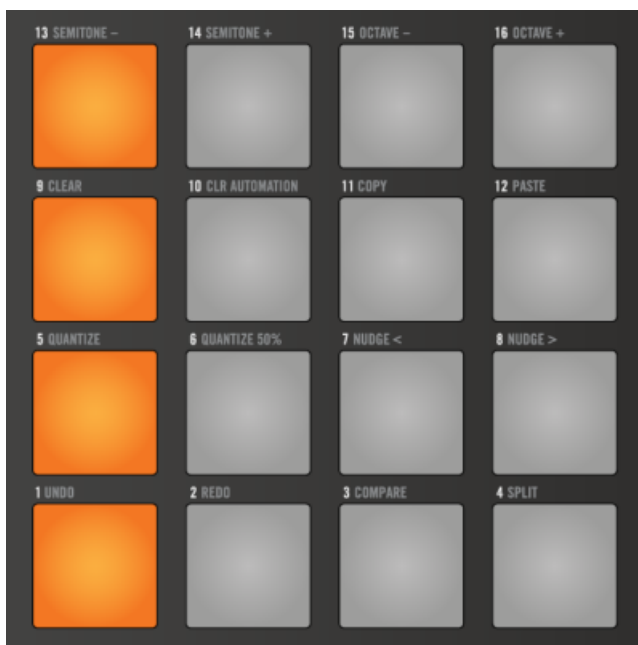 13 SEMITONE – 14 SEMITONE + 15 OCTAVE – 16 OCTAVE +
9 CLEAR 10 CLR AUTOMATION 11 COPY 12 PASTE
5 QUANTIZE 6 QUANTIZE 50% 7 NUDGE < 8 NUDGE >
1 UNDO 2 REDO 3 COMPARE 4 SPLIT